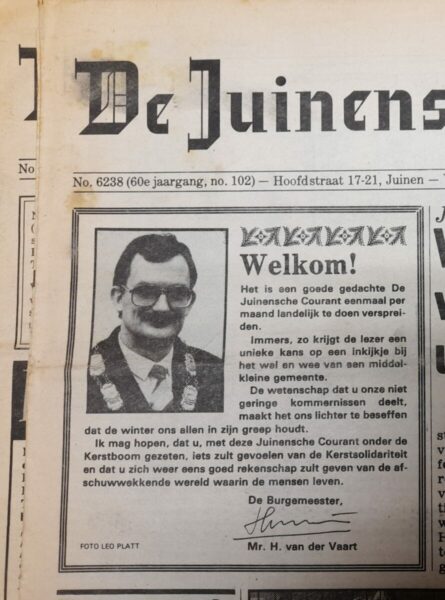 De Juinens
No. 6238 (60e jaargang, no. 102) — Hoofdstraat 17-21, Juinen —
Welkom!
Het is een goede gedachte De
Juinensche Courant eenmaal per
maand landelijk te doen versprei-
den.
Immers, zo krijgt de lezer een
unieke kans op een inkijkje bij
het wel en wee van een middel-
kleine gemeente.
De wetenschap dat u onze niet
geringe kommernissen deelt,
maakt het ons lichter te beseffen
dat de winter ons allen in zijn greep houdt.
Ik mag hopen, dat u, met deze Juinensche Courant onder de
Kerstboom gezeten, iets zult gevoelen van de Kerstsolidariteit
en dat u zich weer eens goed rekenschap zult geven van de af-
schuwwekkende wereld waarin de mensen leven.
De Burgemeester,
Mr. H. van der Vaart
FOTO LEO PLATT
No